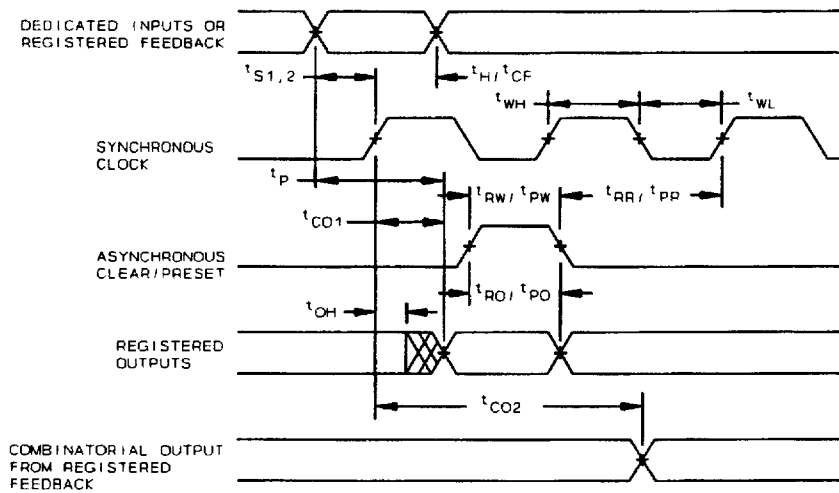 DEDICATED INPUTS OR
REGISTERED FEEDBACK
tS1,2
tH/tCF
tWH
tWL
SYNCHRONOUS
CLOCK
tP
tRW/tPW
tRR/tPR
tCO1
ASYNCHRONOUS
CLEAR/PRESET
tRO/tPO
tOH
REGISTERED
OUTPUTS
tCO2
COMBINATORIAL OUTPUT
FROM REGISTERED
FEEDBACK